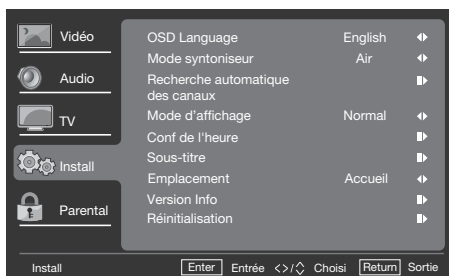 Vidéo
Audio
TV
Install
Parental
OSD Language English
Mode syntoniseur Air
Recherche automatique
des canaux
Mode d'affichage Normal
Conf de l'heure
Sous-titre
Emplacement Accueil
Version Info
Réinitialisation
Install Enter Entrée <>/ Choisi Return Sortie